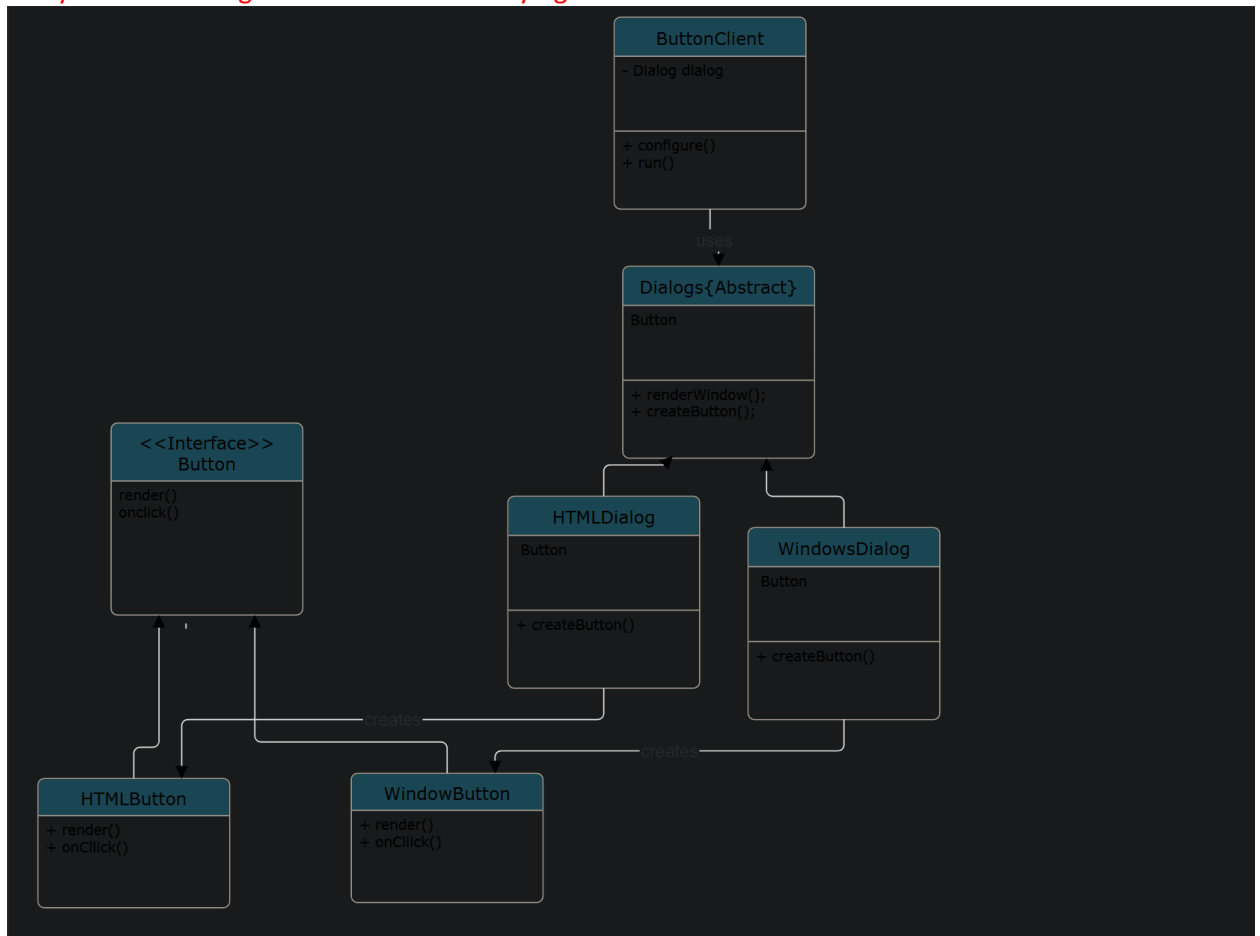 ButtonClient
- Dialog dialog
+ configure()
+ run()
uses
Dialogs{Abstract}
Button
+ renderWindow();
+ createButton();
<<Interface>>
Button
render()
onclick()
HTMLDialog
Button
+ createButton()
WindowsDialog
Button
+ createButton()
creates
creates
HTMLButton
+ render()
+ onCllick()
WindowButton
+ render()
+ onCllick()